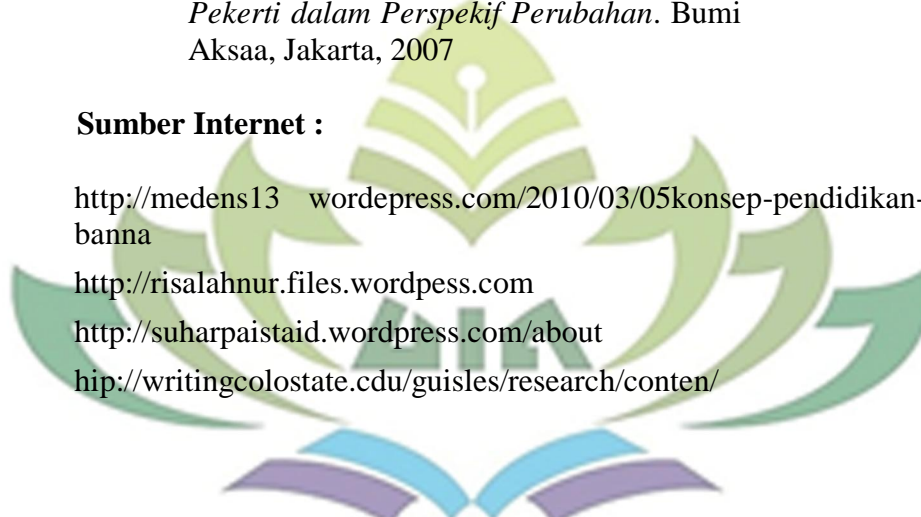 Pekerti dalam Perspekif Perubahan. Bumi
Aksaa, Jakarta, 2007
Sumber Internet :
http://medens13 wordepress.com/2010/03/05konsep-pendidikan-
banna
http://risalahnur.files.wordpess.com
http://suharpaistaid.wordpress.com/about
hip://writingcolostate.cdu/guisles/research/conten/